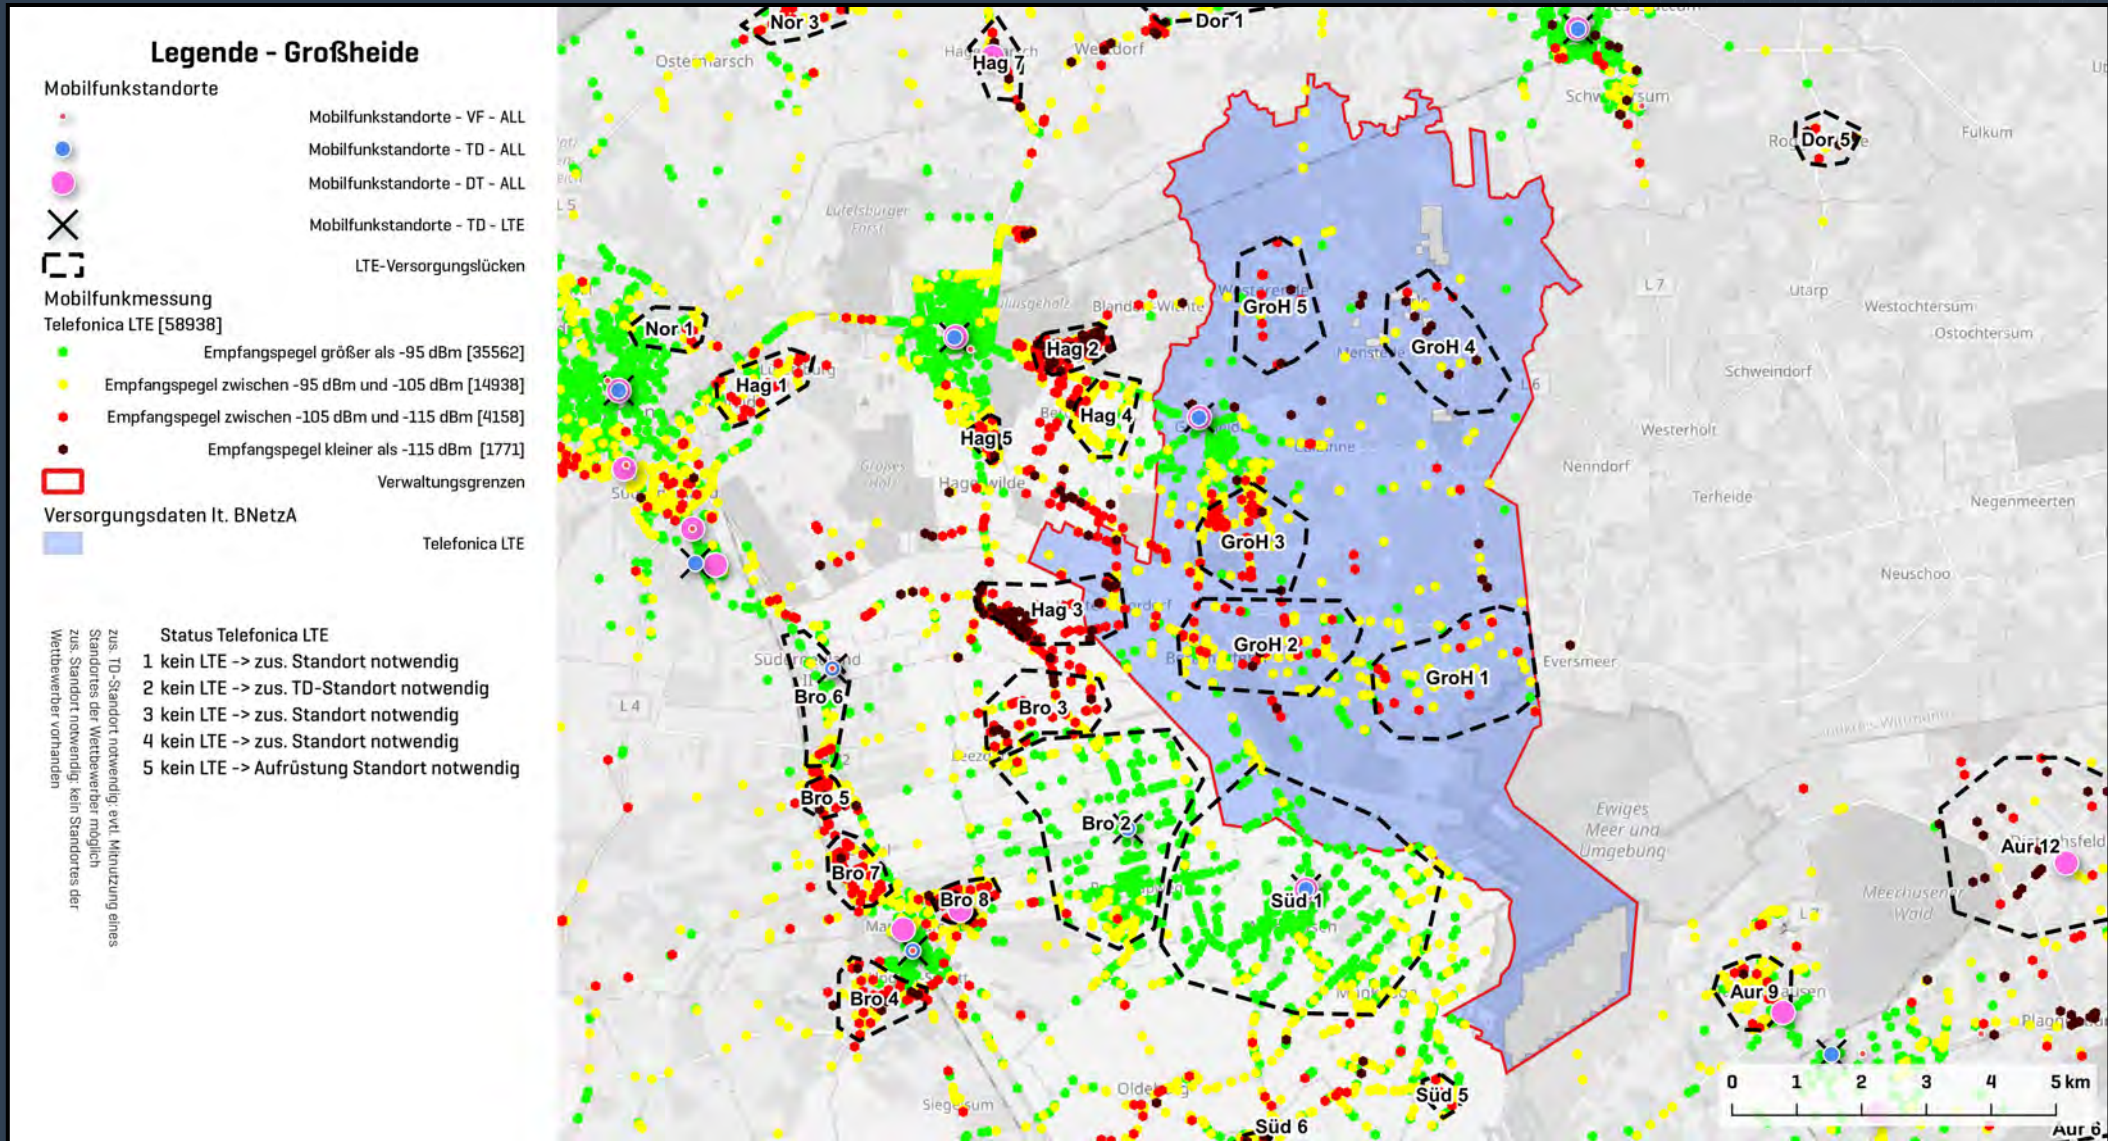 Legende - Großheide
Mobilfunkstandorte
Mobilfunkstandorte - VF - ALL
Mobilfunkstandorte - TD - ALL
Mobilfunkstandorte - DT - ALL
Mobilfunkstandorte - TD - LTE
LTE-Versorgungslücken
Mobilfunkmessung
Telefonica LTE [58938]
Empfangspegel größer als -95 dBm [35562]
Empfangspegel zwischen -95 dBm und -105 dBm [14938]
Empfangspegel zwischen -105 dBm und -115 dBm [4158]
Empfangspegel kleiner als -115 dBm [1771]
Verwaltungsgrenzen
Versorgungsdaten lt. BNetzA
Telefonica LTE
Status Telefonica LTE
1 kein LTE -> zus. Standort notwendig
2 kein LTE -> zus. TD-Standort notwendig
3 kein LTE -> zus. Standort notwendig
4 kein LTE -> zus. Standort notwendig
5 kein LTE -> Aufrüstung Standort notwendig
zus. TD-Standort notwendig: evtl. Mitnutzung eines
Standortes der Wettbewerber möglich
zus. Standort notwendig: kein Standortes der
Wettbewerber vorhanden
Nor 3
Dor 1
Ostermarsch
Hag 7
Dor 5
Fulkum
L 5
Lütetsburger
Forst
L 7
Utarp
Westochtersum
Ostochtersum
GroH 5
GroH 4
Nor 1
Hag 2
Hag 1
Schweindorf
L 6
Hag 4
Hag 5
Westerholt
Großes
Holz
Nenndorf
Terheide
Negenmeerten
GroH 3
Neuschoo
Hag 3
GroH 2
GroH 1
Eversmeer
Süderneuland
II
Bro 6
L 4
Bro 3
Bro 5
Bro 2
Ewiges
Meer und
Umgebung
Aur 12
Bro 7
Bro 8
Süd 1
Meerhusener
Wald
L 7
Bro 4
Aur 9
Süd 5
Siegelsum
Süd 6
0 1 2 3 4 5 km
Aur 6